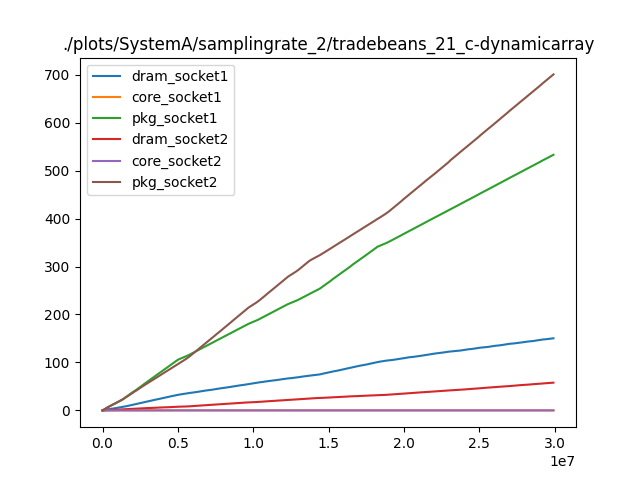 ./plots/SystemA/samplingrate_2/tradebeans_21_c-dynamicarray
dram_socket1
core_socket1
pkg_socket1
dram_socket2
core_socket2
pkg_socket2
700
600
500
400
300
200
100
0
0.0 0.5 1.0 1.5 2.0 2.5 3.0
1e7